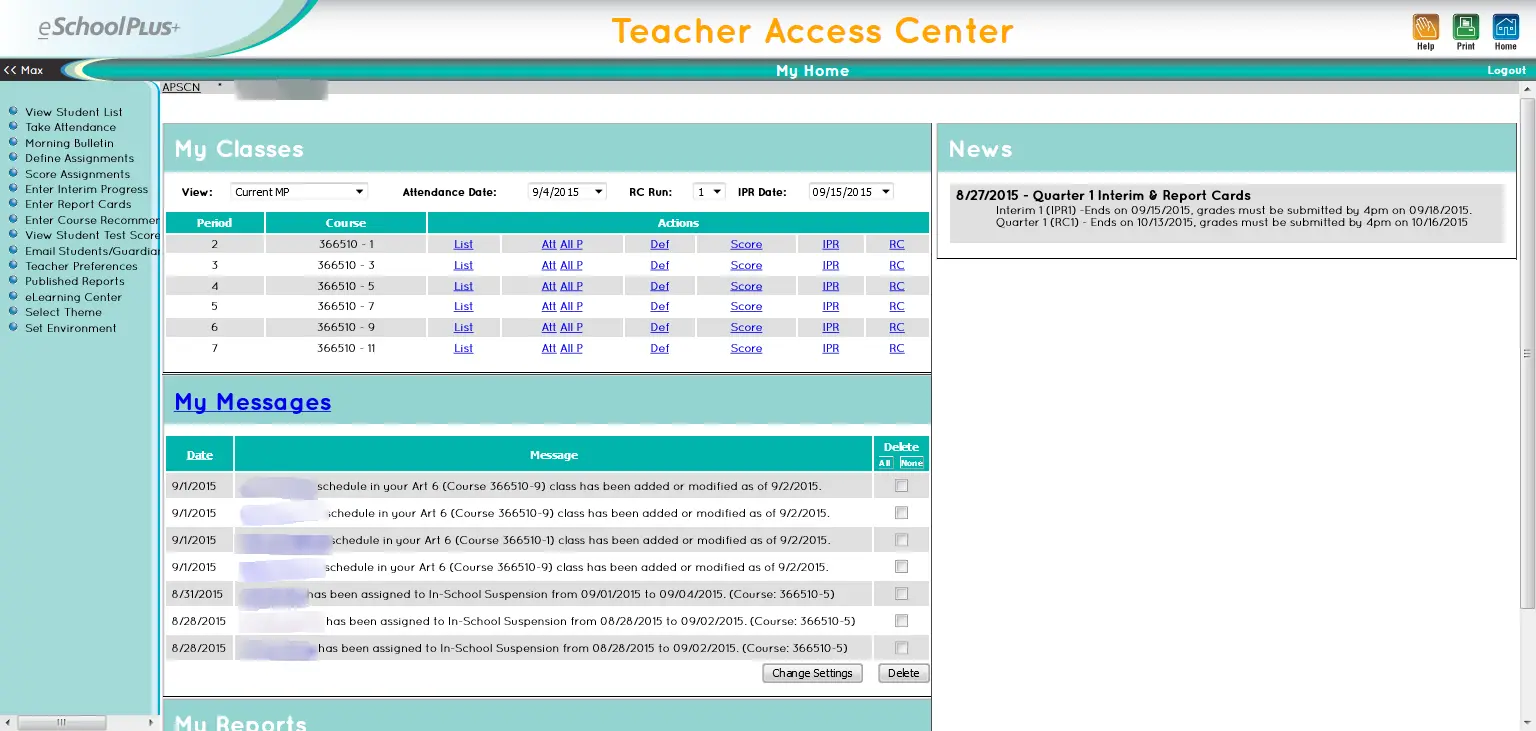 eSchoolPlus+
Teacher Access Center
Help Print Home
<< Max
My Home
Logout
APSCN
View Student List
Take Attendance
Morning Bulletin
Define Assignments
Score Assignments
Enter Interim Progress
Enter Report Cards
Enter Course Recommen
View Student Test Score
Email Students/Guardian
Teacher Preferences
Published Reports
eLearning Center
Select Theme
Set Environment
My Classes
View: Current MP Attendance Date: 9/4/2015 RC Run: 1 IPR Date: 09/15/2015
Period Course Actions
2 366510 - 1 List Att All P Def Score IPR RC
3 366510 - 3 List Att All P Def Score IPR RC
4 366510 - 5 List Att All P Def Score IPR RC
5 366510 - 7 List Att All P Def Score IPR RC
6 366510 - 9 List Att All P Def Score IPR RC
7 366510 - 11 List Att All P Def Score IPR RC
My Messages
Date Message Delete
All None
9/1/2015 schedule in your Art 6 (Course 366510-9) class has been added or modified as of 9/2/2015.
9/1/2015 schedule in your Art 6 (Course 366510-9) class has been added or modified as of 9/2/2015.
9/1/2015 schedule in your Art 6 (Course 366510-1) class has been added or modified as of 9/2/2015.
9/1/2015 schedule in your Art 6 (Course 366510-9) class has been added or modified as of 9/2/2015.
8/31/2015 has been assigned to In-School Suspension from 09/01/2015 to 09/04/2015. (Course: 366510-5)
8/28/2015 has been assigned to In-School Suspension from 08/28/2015 to 09/02/2015. (Course: 366510-5)
8/28/2015 has been assigned to In-School Suspension from 08/28/2015 to 09/02/2015. (Course: 366510-5)
Change Settings Delete
My Reports
News
8/27/2015 - Quarter 1 Interim & Report Cards
Interim 1 (IPR1) -Ends on 09/15/2015, grades must be submitted by 4pm on 09/18/2015.
Quarter 1 (RC1) - Ends on 10/13/2015, grades must be submitted by 4pm on 10/16/2015